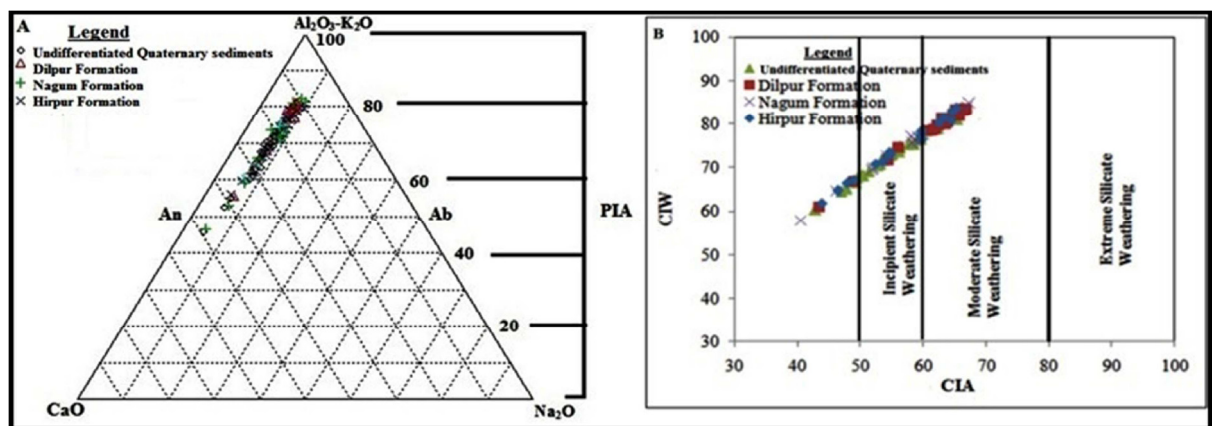 A
Al₂O₃-K₂O
100
Legend
Undifferentiated Quaternary sediments
Dilpur Formation
Nagum Formation
Hirpur Formation
80
60
An
Ab
PIA
40
20
CaO
Na₂O
B
100
90
80
70
60
50
40
30
CIW
Legend
Undifferentiated Quaternary sediments
Dilpur Formation
Nagum Formation
Hirpur Formation
Incipient Silicate
Weathering
Moderate Silicate
Weathering
Extreme Silicate
Weathering
30
40
50
60
70
80
90
100
CIA